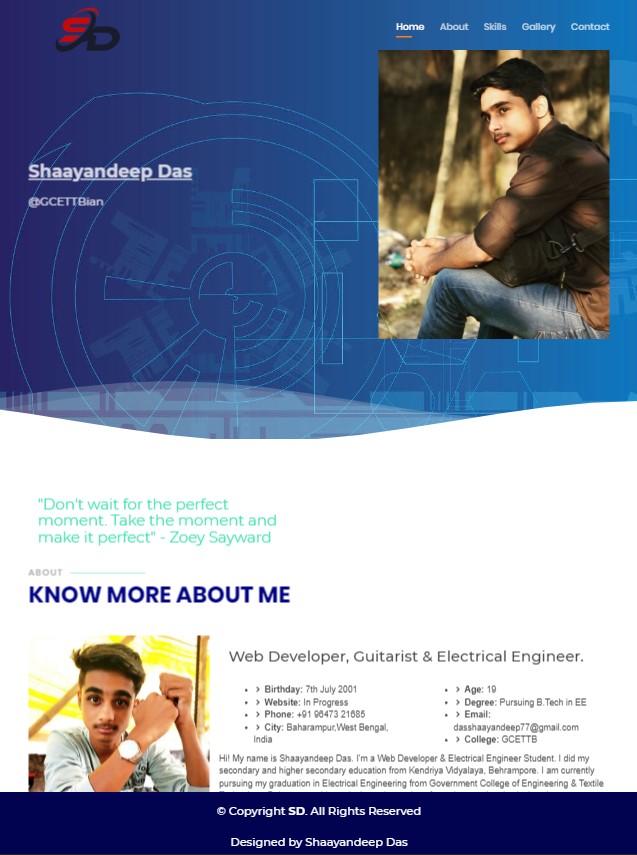 SD
Home About Skills Gallery Contact
Shaayandeep Das
@GCETTBian
"Don't wait for the perfect
moment. Take the moment and
make it perfect" - Zoey Sayward
ABOUT
KNOW MORE ABOUT ME
Web Developer, Guitarist & Electrical Engineer.
Birthday: 7th July 2001
Website: In Progress
Phone: +91 96473 21685
City: Baharampur,West Bengal,
India
Age: 19
Degree: Pursuing B.Tech in EE
Email:
dasshaayandeep77@gmail.com
College: GCETTB
Hi! My name is Shaayandeep Das. I'm a Web Developer & Electrical Engineer Student. I did my
secondary and higher secondary education from Kendriya Vidyalaya, Behrampore. I am currently
pursuing my graduation in Electrical Engineering from Government College of Engineering & Textile
© Copyright SD. All Rights Reserved
Designed by Shaayandeep Das